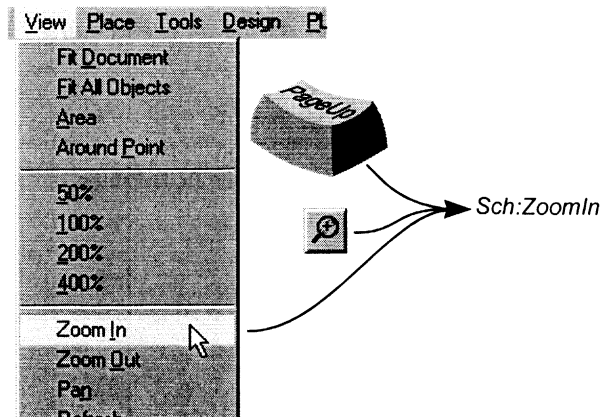 View Place Tools Design
Fit Document
Fit All Objects
Area
Around Point
50%
100%
200%
400%
Zoom In
Zoom Out
Pan
Refresh
PageUp
Sch:ZoomIn